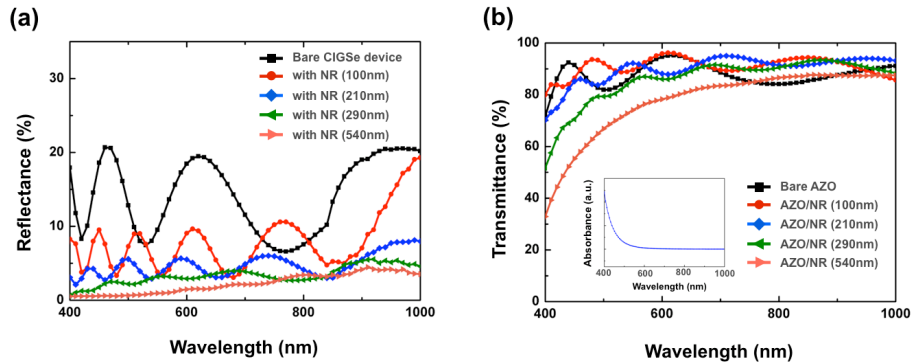 (a)
Reflectance (%)
30
20
10
0
Bare CIGSe device
with NR (100nm)
with NR (210nm)
with NR (290nm)
with NR (540nm)
400
600
800
1000
Wavelength (nm)
(b)
Transmittance (%)
100
80
60
40
20
0
Absorbance (a.u.)
400
600
800
1000
Wavelength (nm)
Bare AZO
AZO/NR (100nm)
AZO/NR (210nm)
AZO/NR (290nm)
AZO/NR (540nm)
400
600
800
1000
Wavelength (nm)